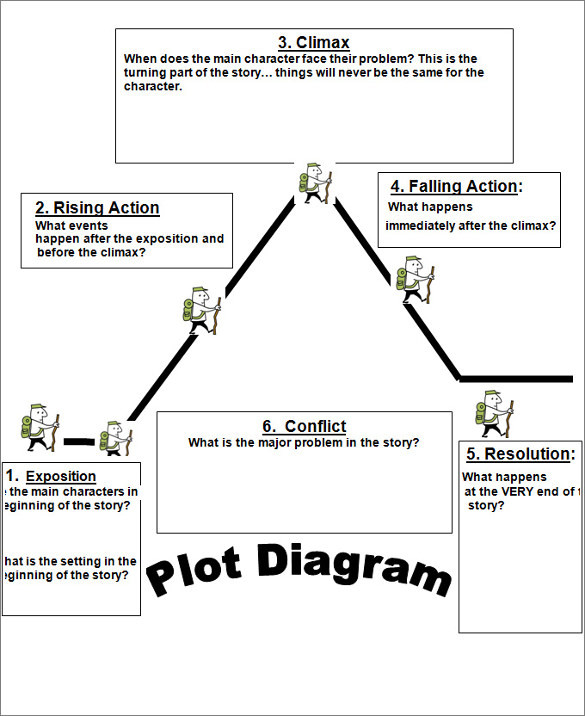 3. Climax
When does the main character face their problem? This is the
turning part of the story... things will never be the same for the
character.
4. Falling Action:
What happens
immediately after the climax?
2. Rising Action
What events
happen after the exposition and
before the climax?
6. Conflict
What is the major problem in the story?
1. Exposition
e the main characters in
eginning of the story?
hat is the setting in the
eginning of the story?
5. Resolution:
What happens
at the VERY end of t
story?
Plot Diagram